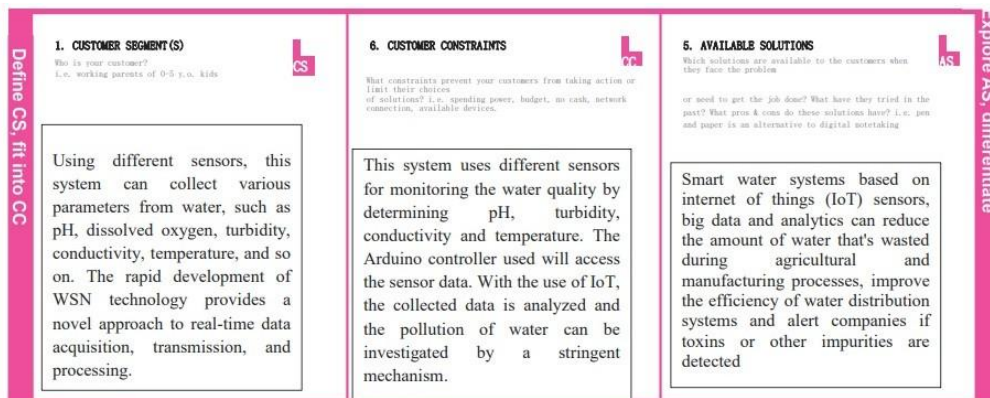 Define CS, fit into CC
1. CUSTOMER SEGMENT(S)
Who is your customer?
i.e. working parents of 0-5 y.o. kids
CS
Using different sensors, this
system can collect various
parameters from water, such as
pH, dissolved oxygen, turbidity,
conductivity, temperature, and so
on. The rapid development of
WSN technology provides a
novel approach to real-time data
acquisition, transmission, and
processing.
6. CUSTOMER CONSTRAINTS
CC
What constraints prevent your customers from taking action or
limit their choices
of solutions? i.e. spending power, budget, no cash, network
connection, available devices.
This system uses different sensors
for monitoring the water quality by
determining pH, turbidity,
conductivity and temperature. The
Arduino controller used will access
the sensor data. With the use of IoT,
the collected data is analyzed and
the pollution of water can be
investigated by a stringent
mechanism.
5. AVAILABLE SOLUTIONS
Which solutions are available to the customers when
they face the problem
AS
or need to get the job done? What have they tried in the
past? What pros & cons do these solutions have? i.e. pen
and paper is an alternative to digital notetaking
Smart water systems based on
internet of things (IoT) sensors,
big data and analytics can reduce
the amount of water that's wasted
during agricultural and
manufacturing processes, improve
the efficiency of water distribution
systems and alert companies if
toxins or other impurities are
detected
Explore AS, differentiate